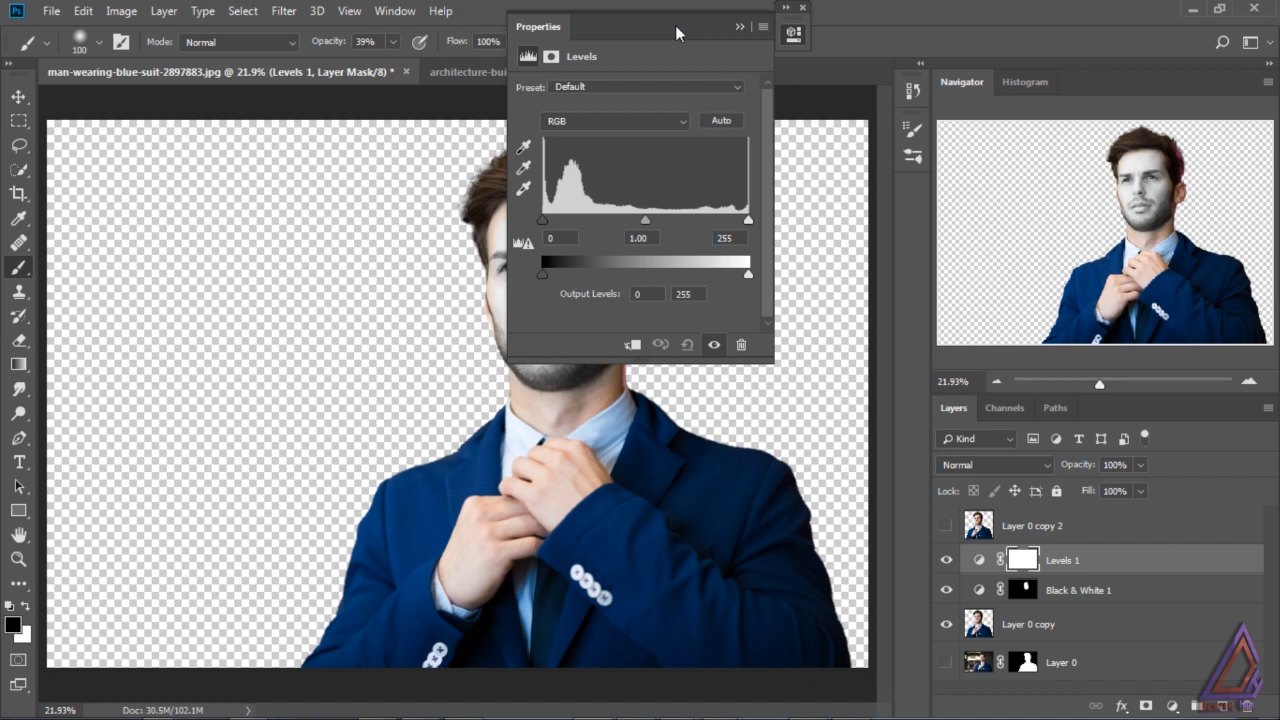 Ps File Edit Image Layer Type Select Filter 3D View Window Help
100 Mode: Normal Opacity: 39% Flow: 100%
man-wearing-blue-suit-2897883.jpg @ 21.9% (Levels 1, Layer Mask/8) * × architecture-bui
Properties
Levels
Preset: Default
RGB Auto
0 1.00 255
Output Levels: 0 255
Navigator Histogram
21.93%
Layers Channels Paths
Kind
Normal Opacity: 100%
Lock: Fill: 100%
Layer 0 copy 2
Levels 1
Black & White 1
Layer 0 copy
Layer 0
21.93% Doc: 30.5M/102.1M